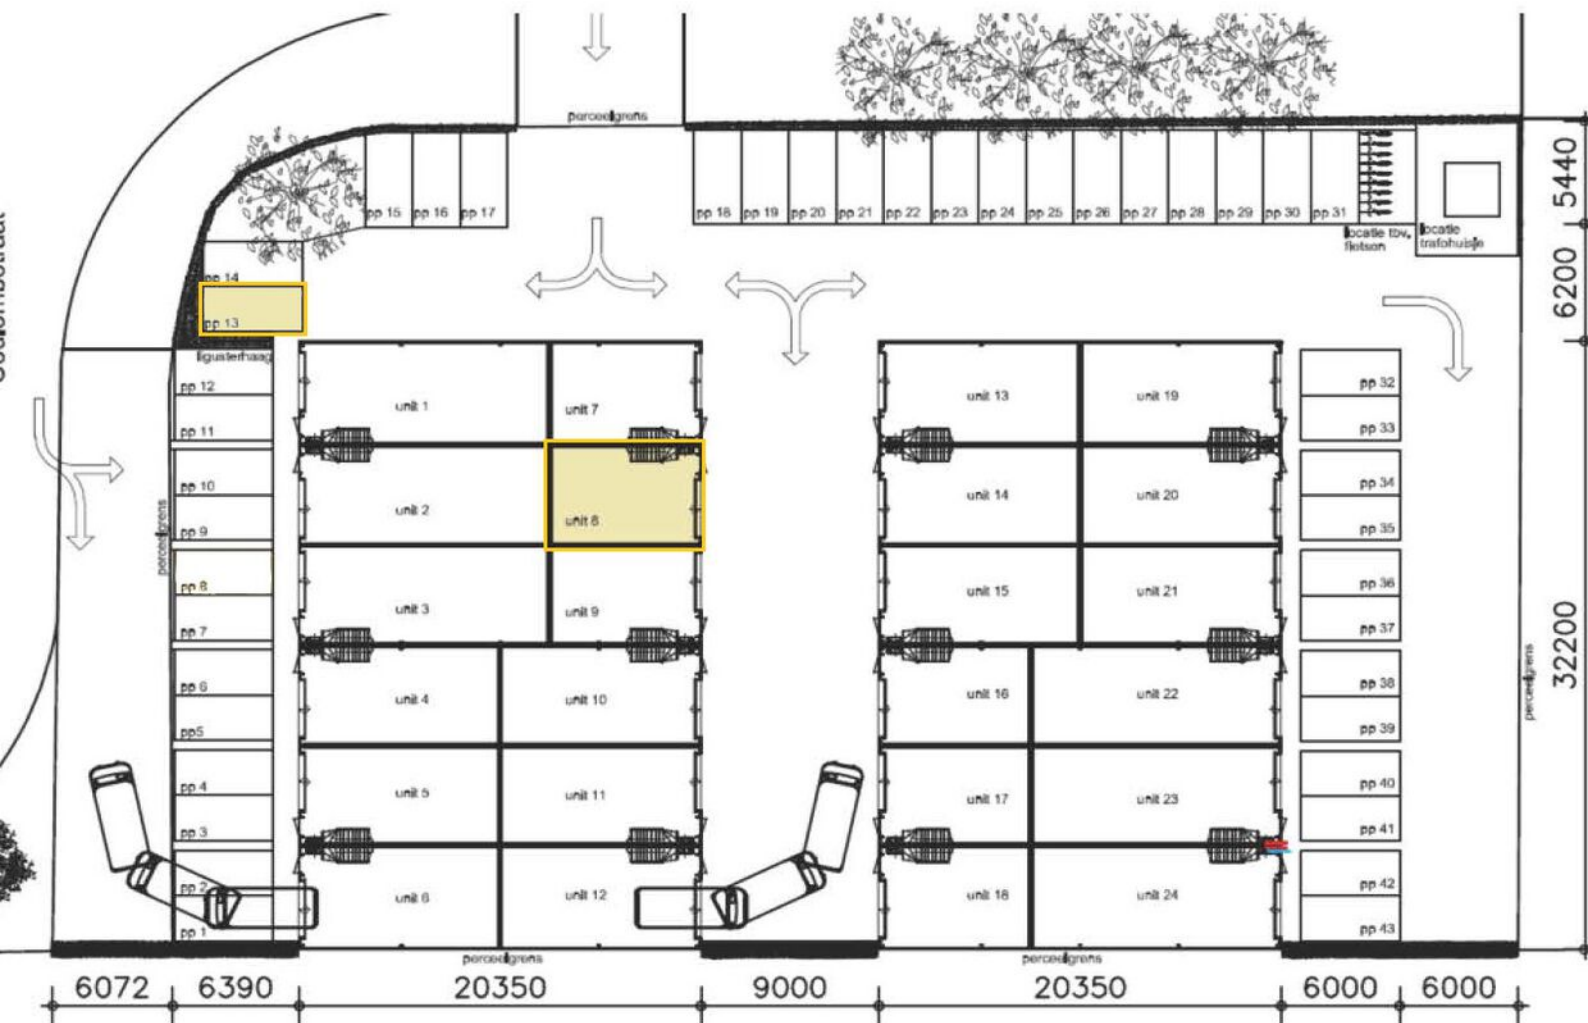 perceelgrens
5440
pp 15 pp 16 pp 17
pp 18 pp 19 pp 20 pp 21 pp 22 pp 23 pp 24 pp 25 pp 26 pp 27 pp 28 pp 29 pp 30 pp 31
locatie tbv.
fietsen
locatie
trafohuisje
6200
pp 14
pp 13
ligusterhaag
pp 12
pp 11
pp 10
pp 9
pp 8
pp 7
pp 6
pp5
pp 4
pp 3
pp 2
pp 1
perceelgrens
unit 1
unit 2
unit 3
unit 4
unit 5
unit 6
unit 7
unit 8
unit 9
unit 10
unit 11
unit 12
unit 13
unit 14
unit 15
unit 16
unit 17
unit 18
unit 19
unit 20
unit 21
unit 22
unit 23
unit 24
pp 32
pp 33
pp 34
pp 35
pp 36
pp 37
pp 38
pp 39
pp 40
pp 41
pp 42
pp 43
perceelgrens
32200
perceelgrens
perceelgrens
6072 6390 20350 9000 20350 6000 6000